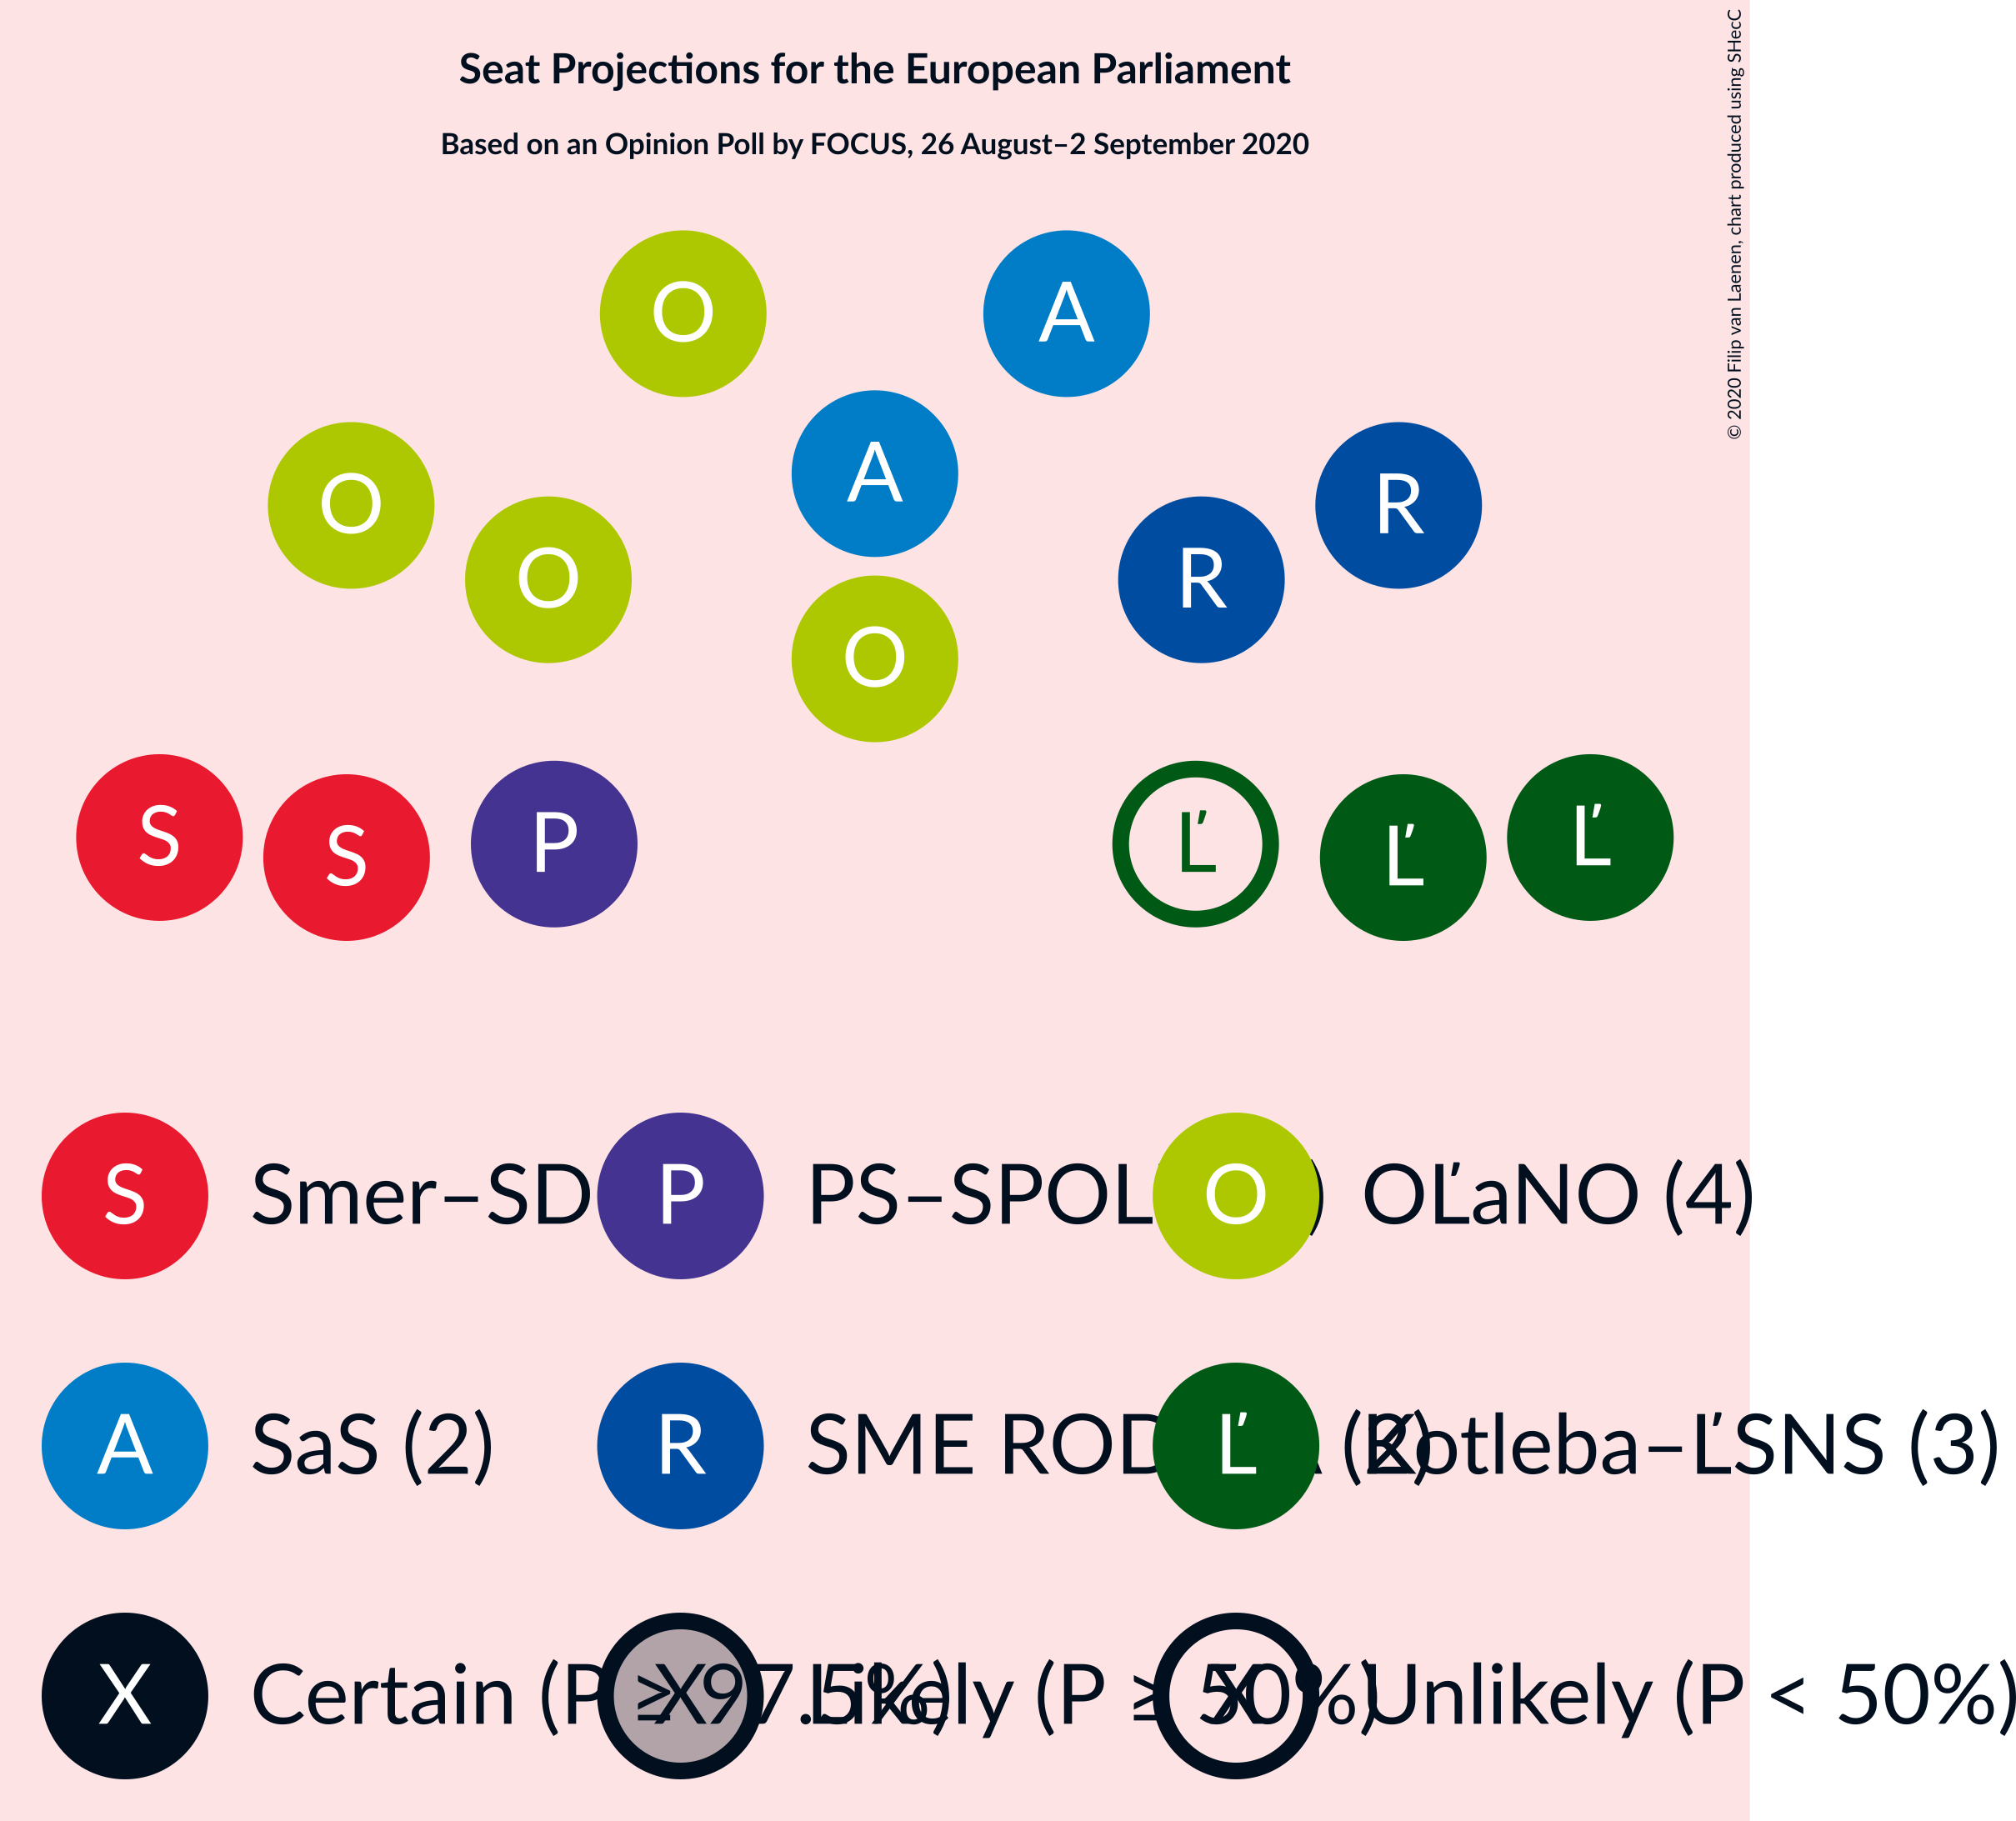 Seat Projections for the European Parliament
Based on an Opinion Poll by FOCUS, 26 August–2 September 2020
© 2020 Filip van Laenen, chart produced using SHecC
O A
A
O R
O R
O
S P Ľ Ľ
S Ľ
S Smer–SD P PS–SPOL O OĽaNO (4)
A SaS (2) R SME ROD Ľ Kotleba–ĽSNS (3)
X Certain (P ≥ 97.5%) X Likely (P ≥ 50%) X Unlikely (P < 50%)